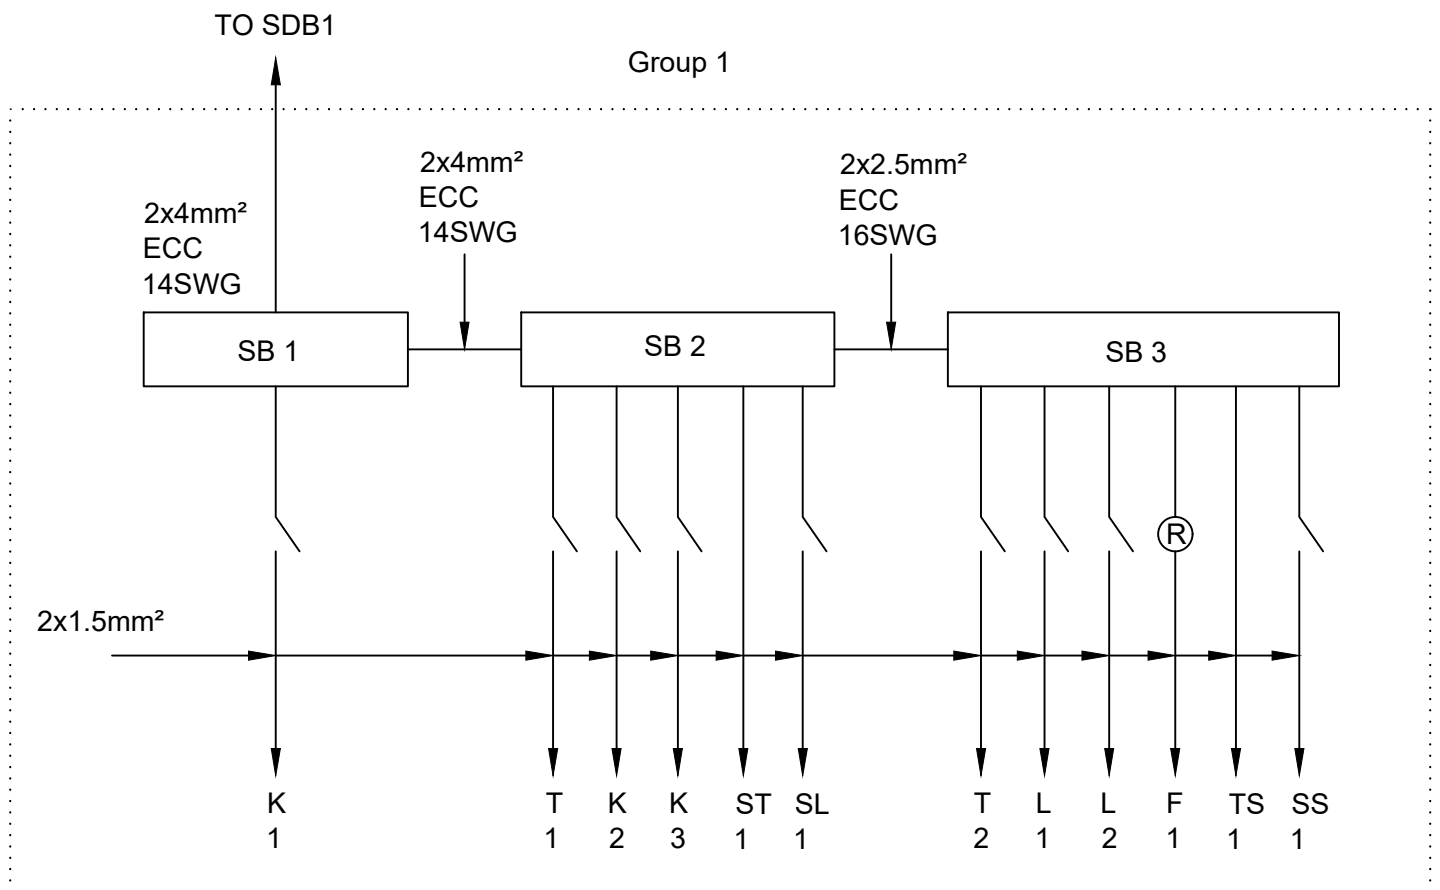 TO SDB1
Group 1
2x4mm²
ECC
14SWG
2x4mm²
ECC
14SWG
2x2.5mm²
ECC
16SWG
SB 1
SB 2
SB 3
R
2x1.5mm²
K
1
T
1
K
2
K
3
ST
1
SL
1
T
2
L
1
L
2
F
1
TS
1
SS
1